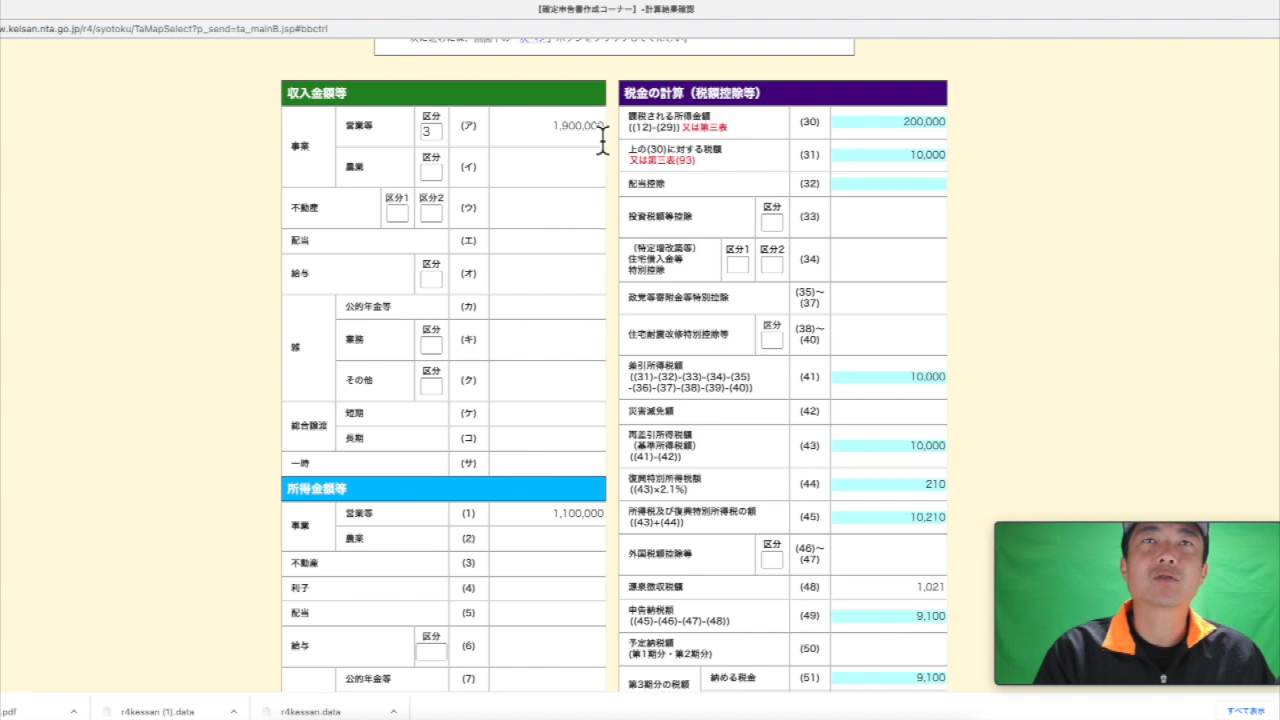 【確定申告書作成コーナー】-計算結果確認
w.keisan.nta.go.jp/r4/syotoku/TaMapSelect?p_send=ta_mainB.jsp#bbctrl
収入金額等
事業
営業等
区分
3
(ア)
1,900,000
農業
区分
(イ)
不動産
区分1
区分2
(ウ)
配当
(エ)
給与
区分
(オ)
雑
公的年金等
(カ)
業務
区分
(キ)
その他
区分
(ク)
総合譲渡
短期
(ケ)
長期
(コ)
一時
(サ)
所得金額等
事業
営業等
(1)
1,100,000
農業
(2)
不動産
(3)
利子
(4)
配当
(5)
給与
区分
(6)
公的年金等
(7)
税金の計算（税額控除等）
課税される所得金額
((12)-(29)) 又は第三表
(30)
200,000
上の(30)に対する税額
又は第三表(93)
(31)
10,000
配当控除
(32)
投資税額等控除
区分
(33)
（特定増改築等）
住宅借入金等
特別控除
区分1
区分2
(34)
政党等寄附金等特別控除
(35)～
(37)
住宅耐震改修特別控除等
区分
(38)～
(40)
差引所得税額
((31)-(32)-(33)-(34)-(35)
-(36)-(37)-(38)-(39)-(40))
(41)
10,000
災害減免額
(42)
再差引所得税額
（基準所得税額）
((41)-(42))
(43)
10,000
復興特別所得税額
((43)×2.1%)
(44)
210
所得税及び復興特別所得税の額
((43)+(44))
(45)
10,210
外国税額控除等
区分
(46)～
(47)
源泉徴収税額
(48)
1,021
申告納税額
((45)-(46)-(47)-(48))
(49)
9,100
予定納税額
(第1期分・第2期分)
(50)
第3期分の税額
納める税金
(51)
9,100
.pdf
r4kessan (1).data
r4kessan.data
すべて表示